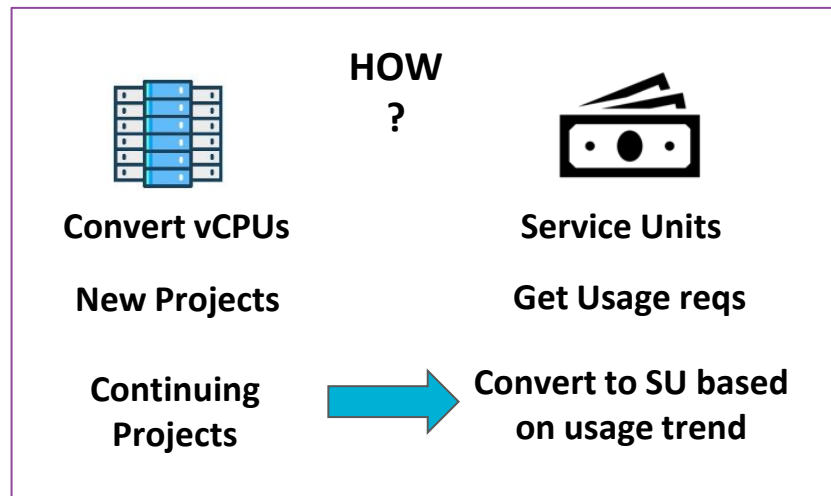 HOW
?
Convert vCPUs
Service Units
New Projects
Get Usage reqs
Continuing
Projects
Convert to SU based
on usage trend